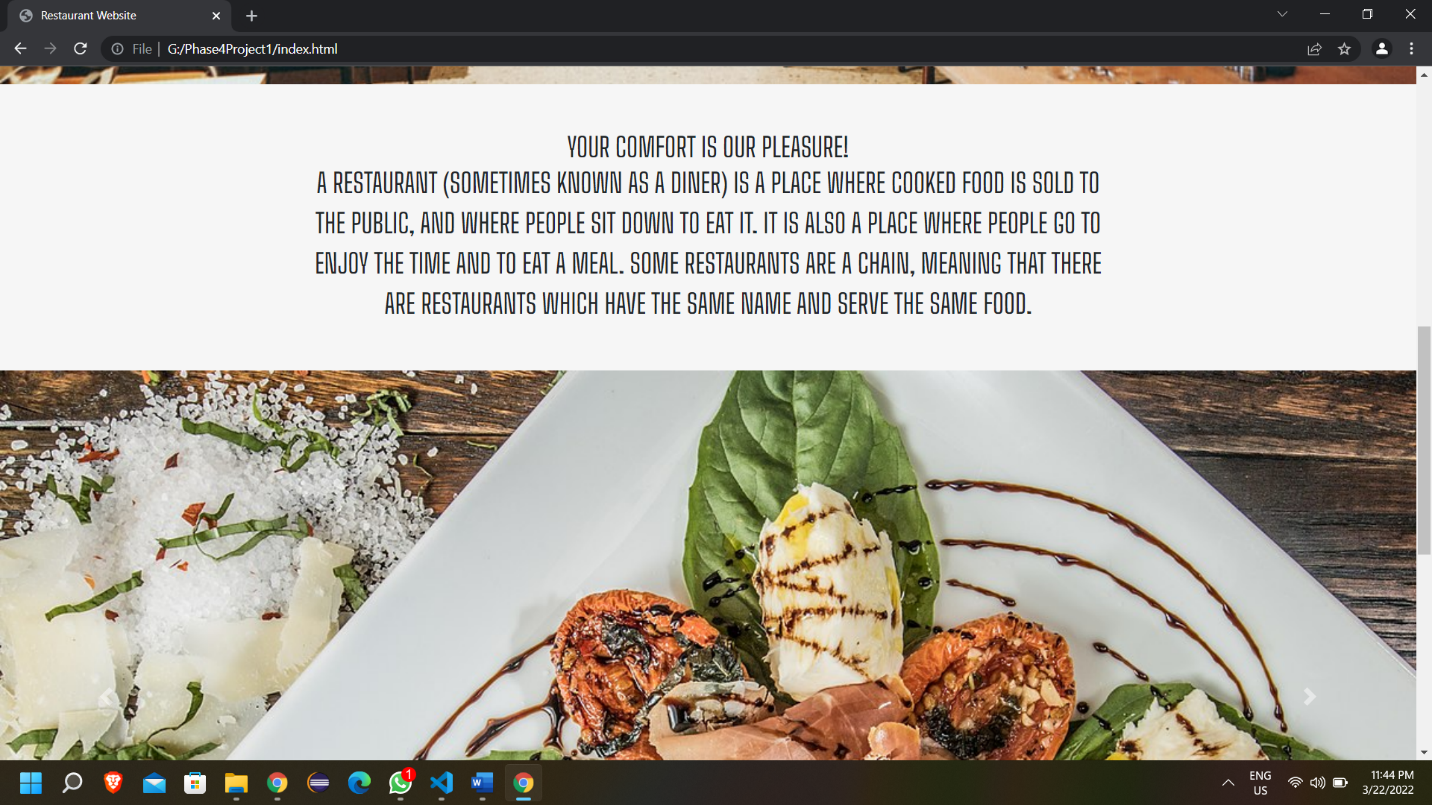 Restaurant Website
File | G:/Phase4Project1/index.html
YOUR COMFORT IS OUR PLEASURE!
A RESTAURANT (SOMETIMES KNOWN AS A DINER) IS A PLACE WHERE COOKED FOOD IS SOLD TO
THE PUBLIC, AND WHERE PEOPLE SIT DOWN TO EAT IT. IT IS ALSO A PLACE WHERE PEOPLE GO TO
ENJOY THE TIME AND TO EAT A MEAL. SOME RESTAURANTS ARE A CHAIN, MEANING THAT THERE
ARE RESTAURANTS WHICH HAVE THE SAME NAME AND SERVE THE SAME FOOD.
1
W
ENG
US
11:44 PM
3/22/2022